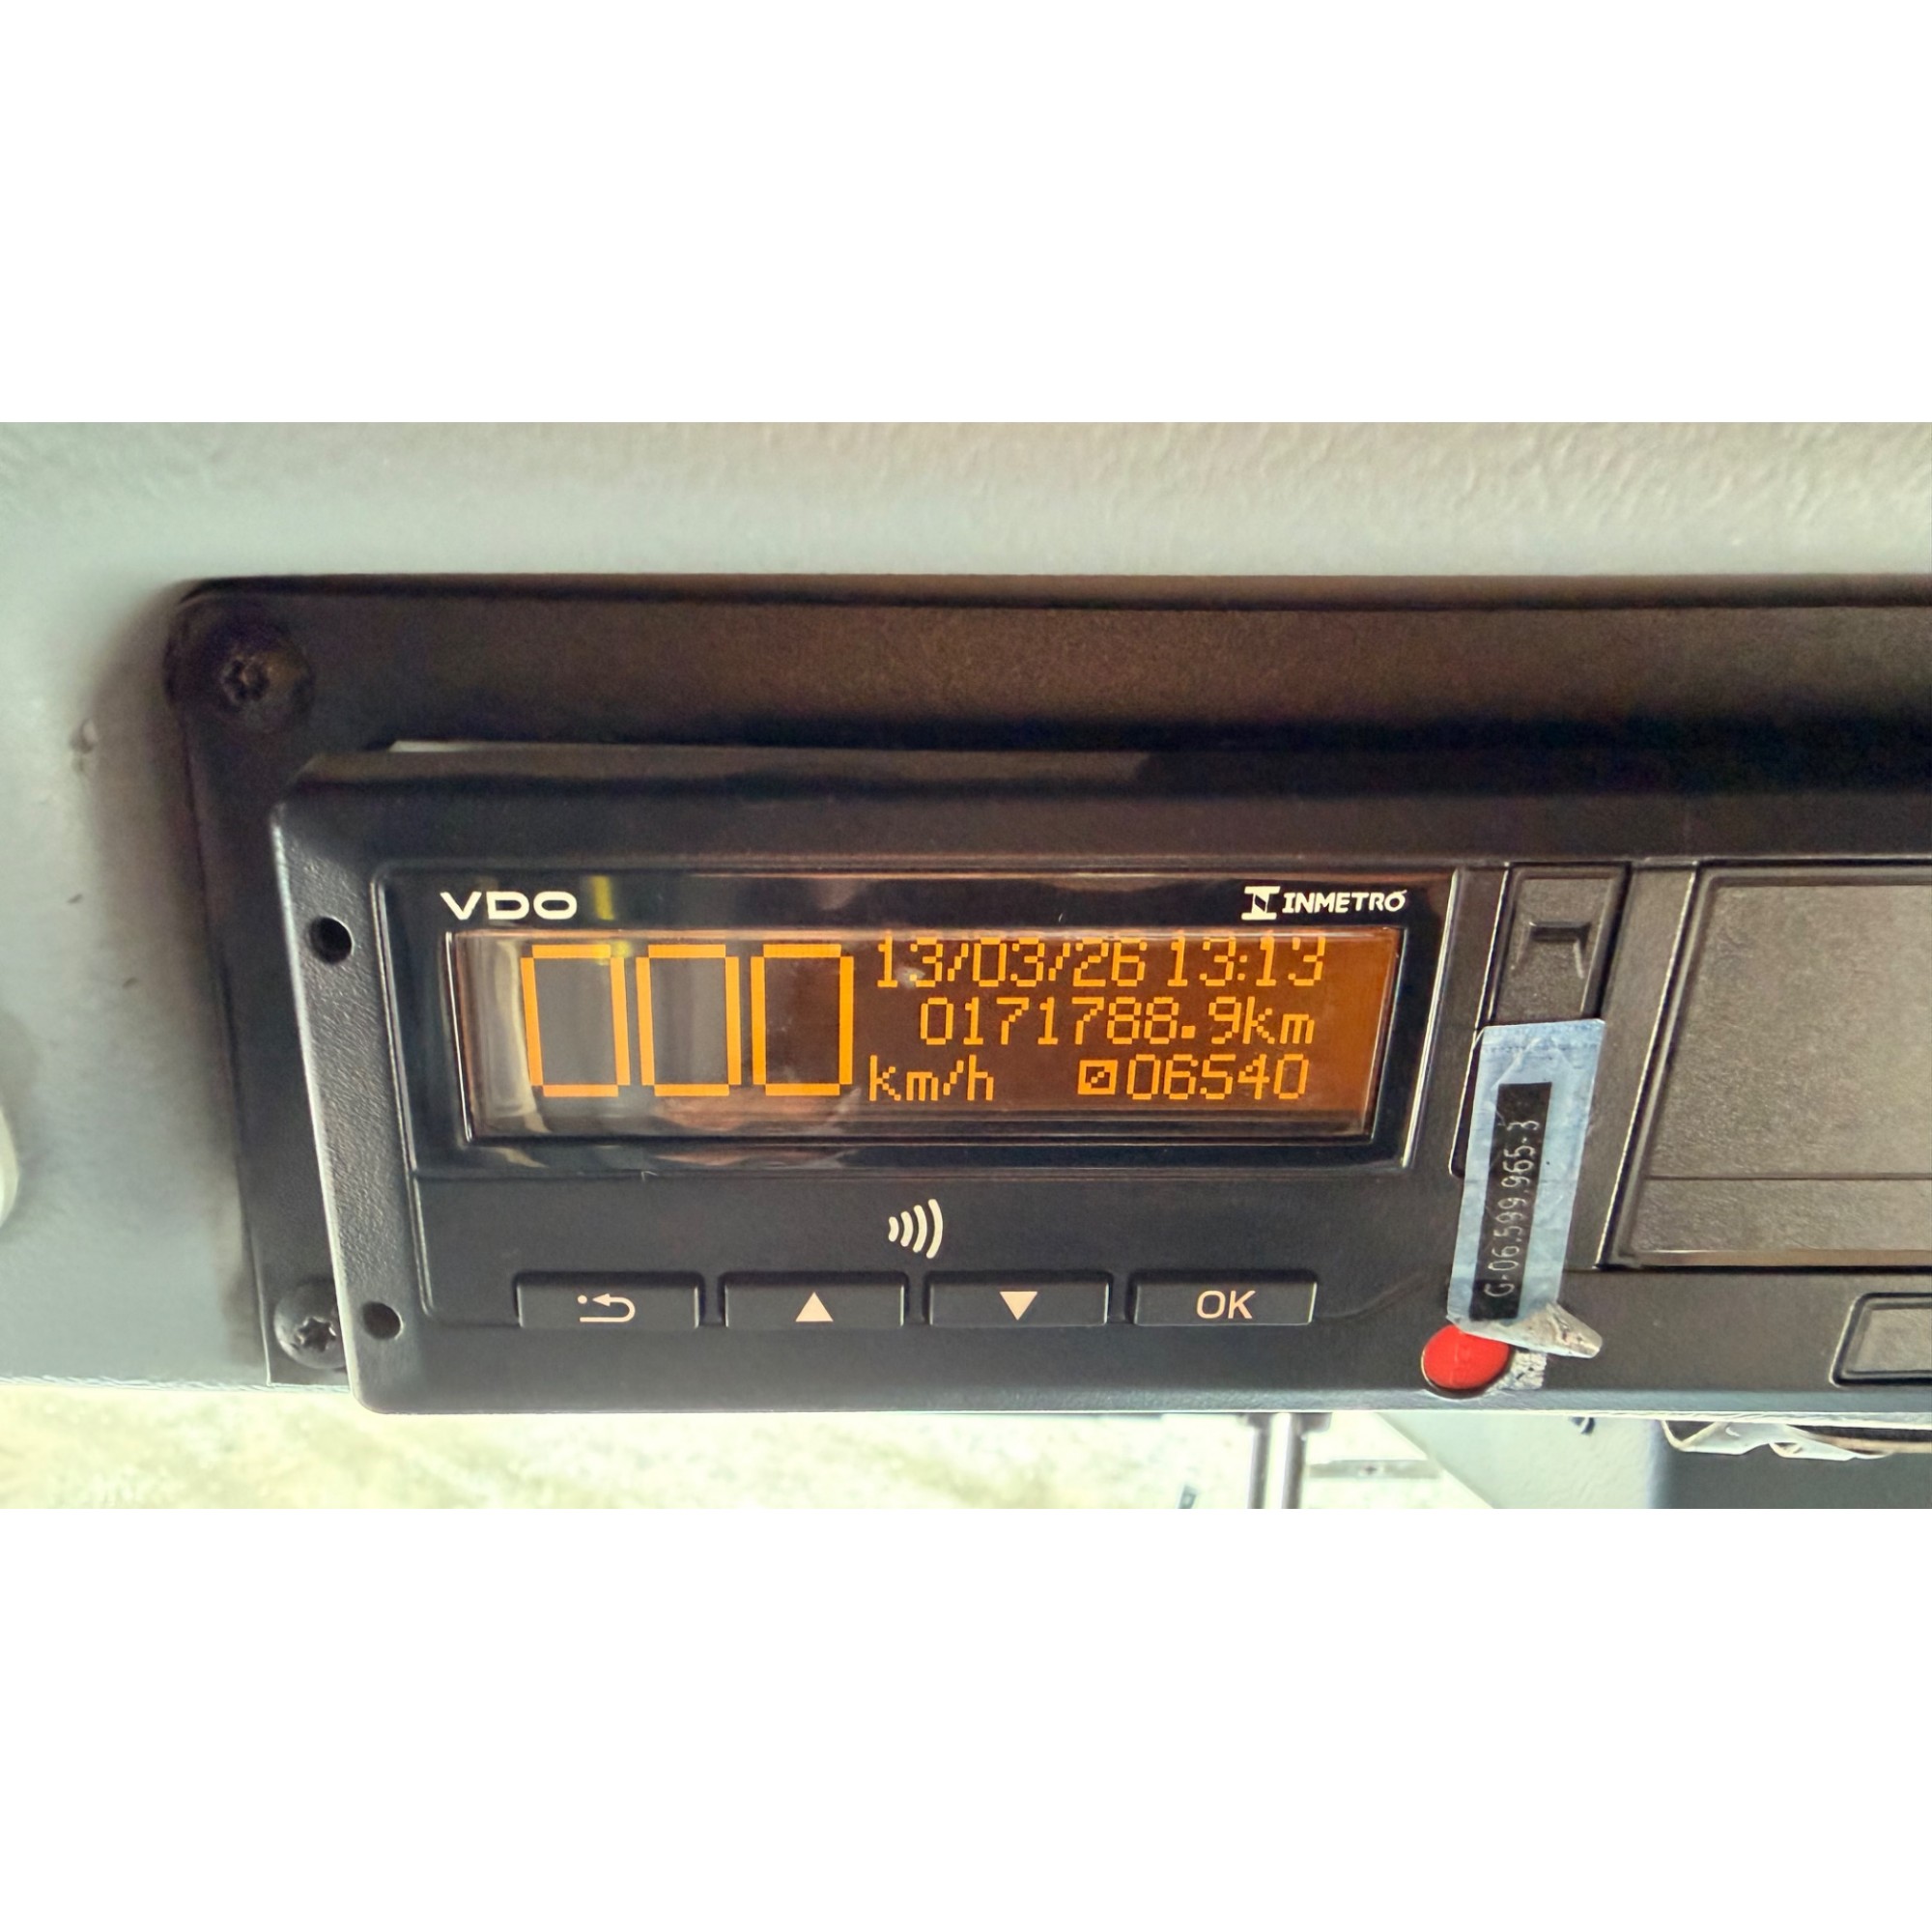 VDO INMETRO
000 13/03/26 13:13
0171788.9km
km/h 06540
G-06.599.965-3
OK